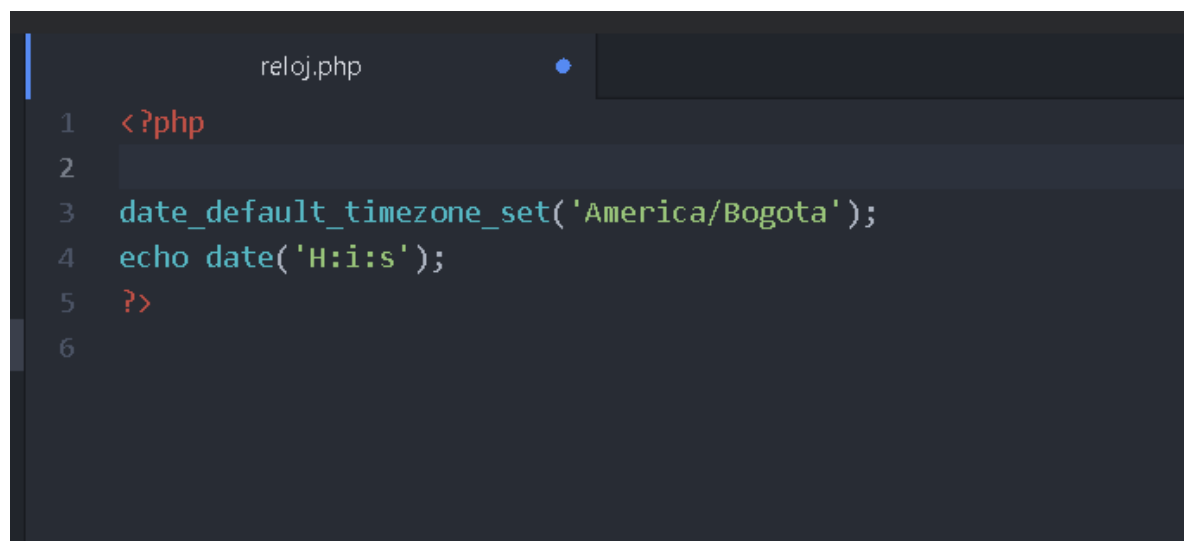 reloj.php
1 <?php
2
3 date_default_timezone_set('America/Bogota');
4 echo date('H:i:s');
5 ?>
6